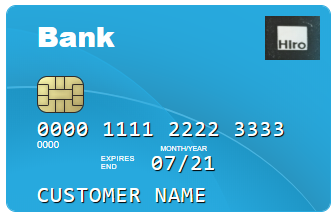 Bank
HIro
0000 1111 2222 3333
0000
MONTH/YEAR
EXPIRES
END
07/21
CUSTOMER NAME